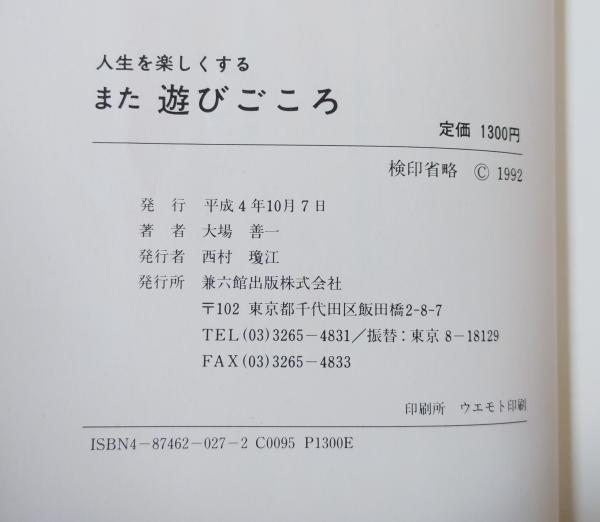 人生を楽しくする
また 遊びごころ
定価 1300円
検印省略 © 1992
発行 平成4年10月7日
著者 大場 善一
発行者 西村 瓊江
発行所 兼六館出版株式会社
〒102 東京都千代田区飯田橋2-8-7
TEL(03)3265-4831/振替:東京 8-18129
FAX(03)3265-4833
印刷所 ウエモト印刷
ISBN4-87462-027-2 C0095 P1300E